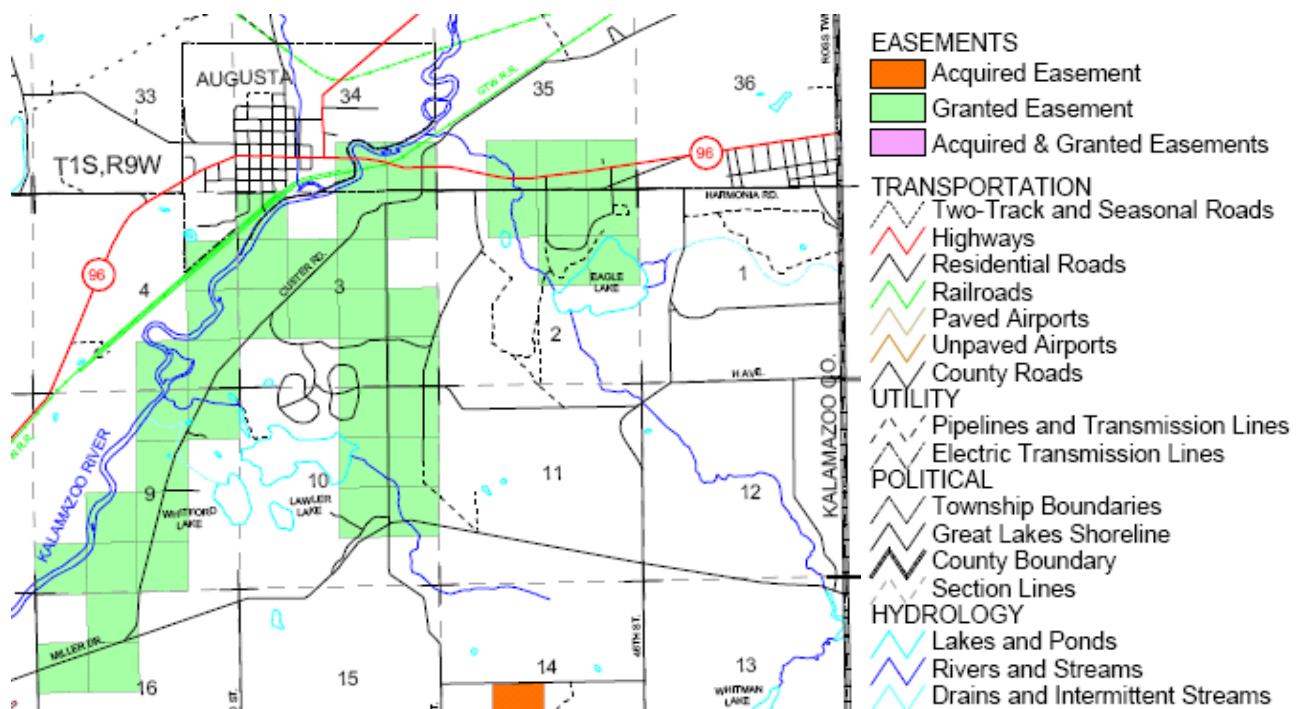 33
AUGUSTA
34
GTW R.R.
35
36
ROSS TWP
T1S,R9W
96
HARMONIA RD.
96
4
CUSTER RD.
3
EAGLE
LAKE
1
2
H AVE.
W R.R.
KALAMAZOO RIVER
9
WHITFORD
LAKE
10
LAWLER
LAKE
11
12
KALAMAZOO CO.
MILLER DR.
16
15
46TH ST.
14
13
WHITMAN
LAKE
ST.
EASEMENTS
Acquired Easement
Granted Easement
Acquired & Granted Easements
TRANSPORTATION
Two-Track and Seasonal Roads
Highways
Residential Roads
Railroads
Paved Airports
Unpaved Airports
County Roads
UTILITY
Pipelines and Transmission Lines
Electric Transmission Lines
POLITICAL
Township Boundaries
Great Lakes Shoreline
County Boundary
Section Lines
HYDROLOGY
Lakes and Ponds
Rivers and Streams
Drains and Intermittent Streams